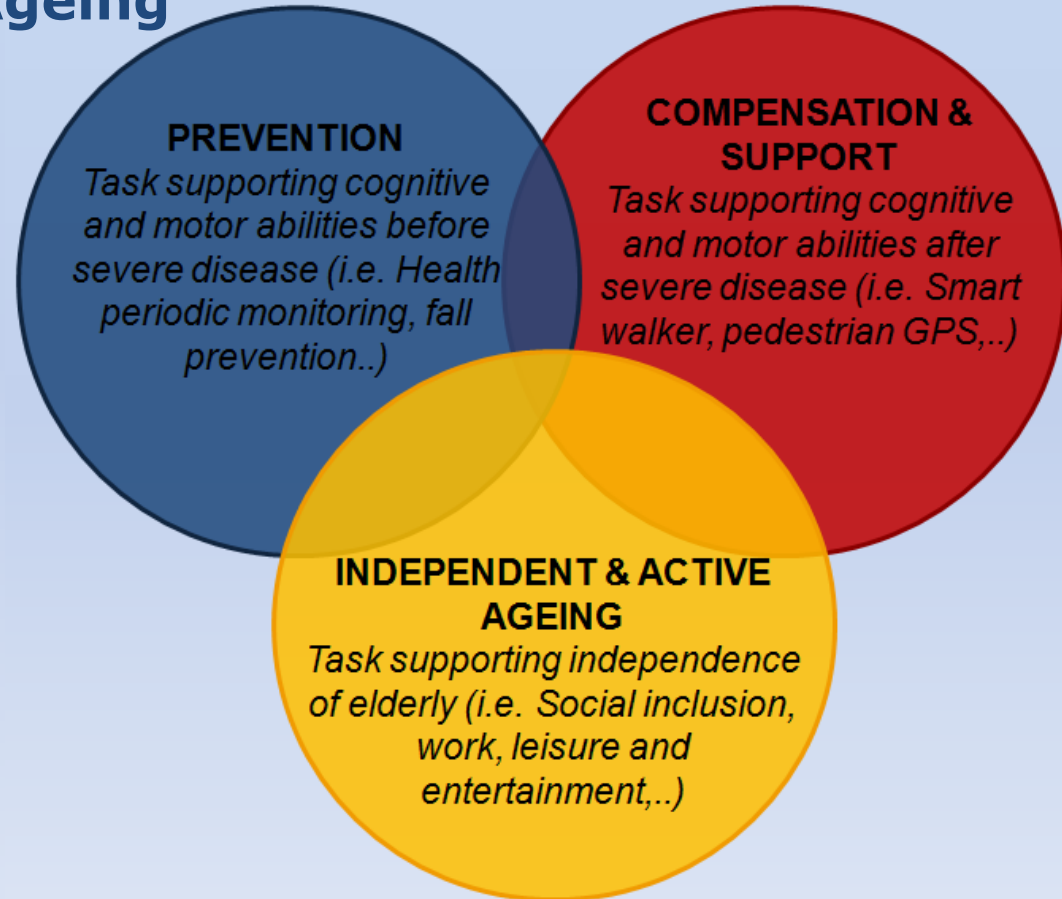 Ageing
PREVENTION
Task supporting cognitive
and motor abilities before
severe disease (i.e. Health
periodic monitoring, fall
prevention..)
COMPENSATION &
SUPPORT
Task supporting cognitive
and motor abilities after
severe disease (i.e. Smart
walker, pedestrian GPS,..)
INDEPENDENT & ACTIVE
AGEING
Task supporting independence
of elderly (i.e. Social inclusion,
work, leisure and
entertainment,..)